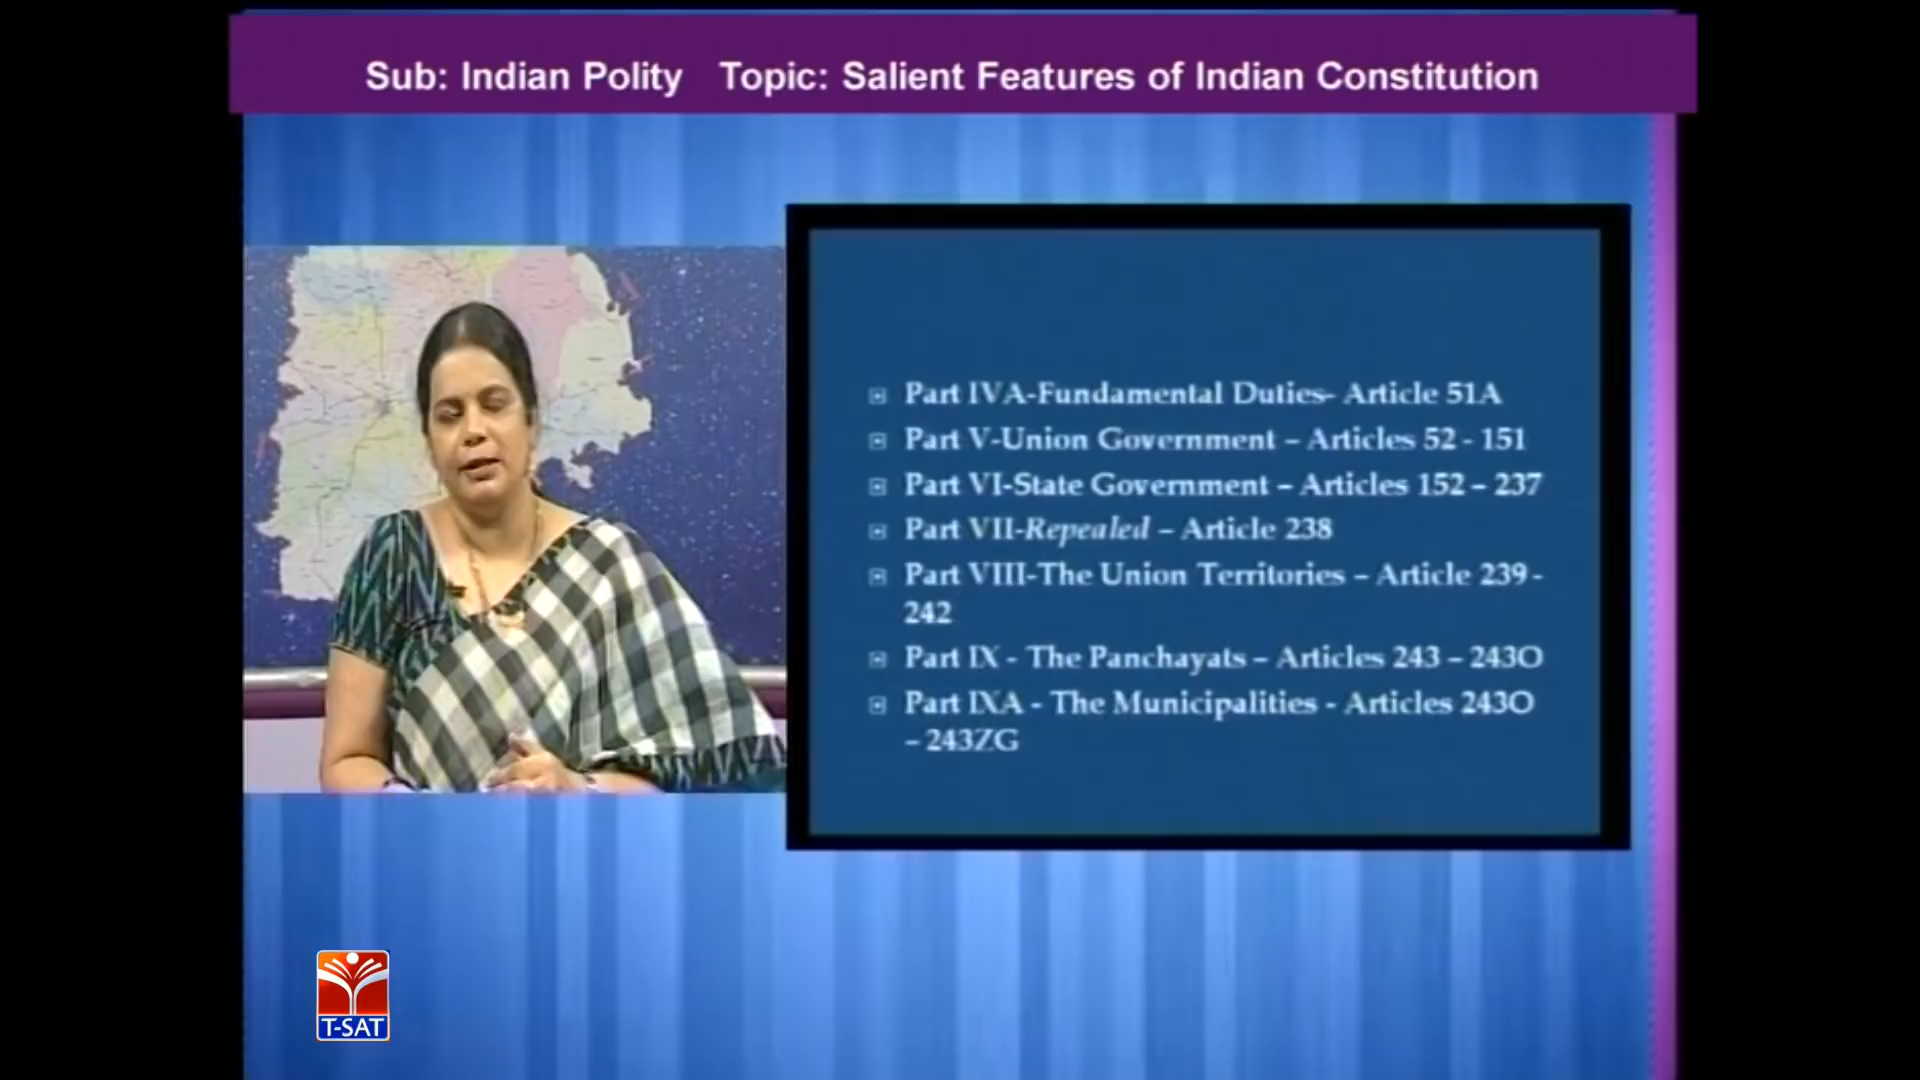 Sub: Indian Polity Topic: Salient Features of Indian Constitution
Part IVA-Fundamental Duties- Article 51A
Part V-Union Government – Articles 52 - 151
Part VI-State Government – Articles 152 – 237
Part VII-Repealed – Article 238
Part VIII-The Union Territories – Article 239 -
242
Part IX - The Panchayats – Articles 243 – 243O
Part IXA - The Municipalities - Articles 243O
– 243ZG
T-SAT